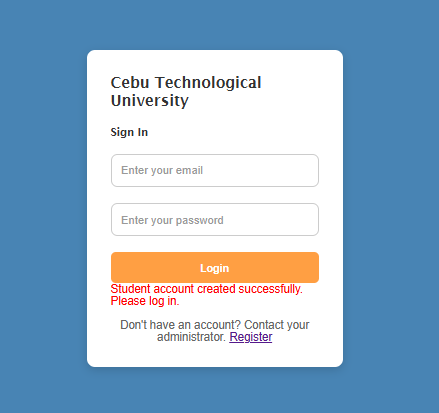 Cebu Technological
University
Sign In
Enter your email
Enter your password
Login
Student account created successfully.
Please log in.
Don't have an account? Contact your
administrator. Register